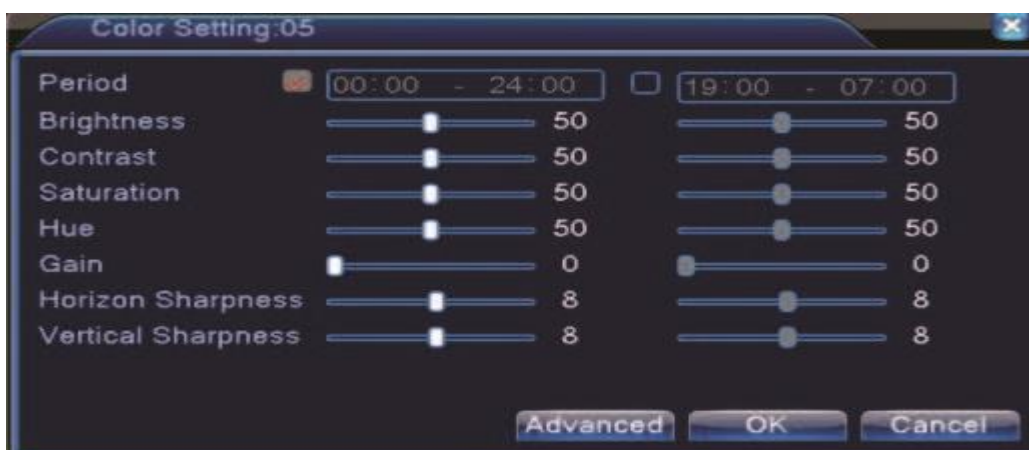 Color Setting:05
Period 00:00 - 24:00 19:00 - 07:00
Brightness 50 50
Contrast 50 50
Saturation 50 50
Hue 50 50
Gain 0 0
Horizon Sharpness 8 8
Vertical Sharpness 8 8
Advanced OK Cancel